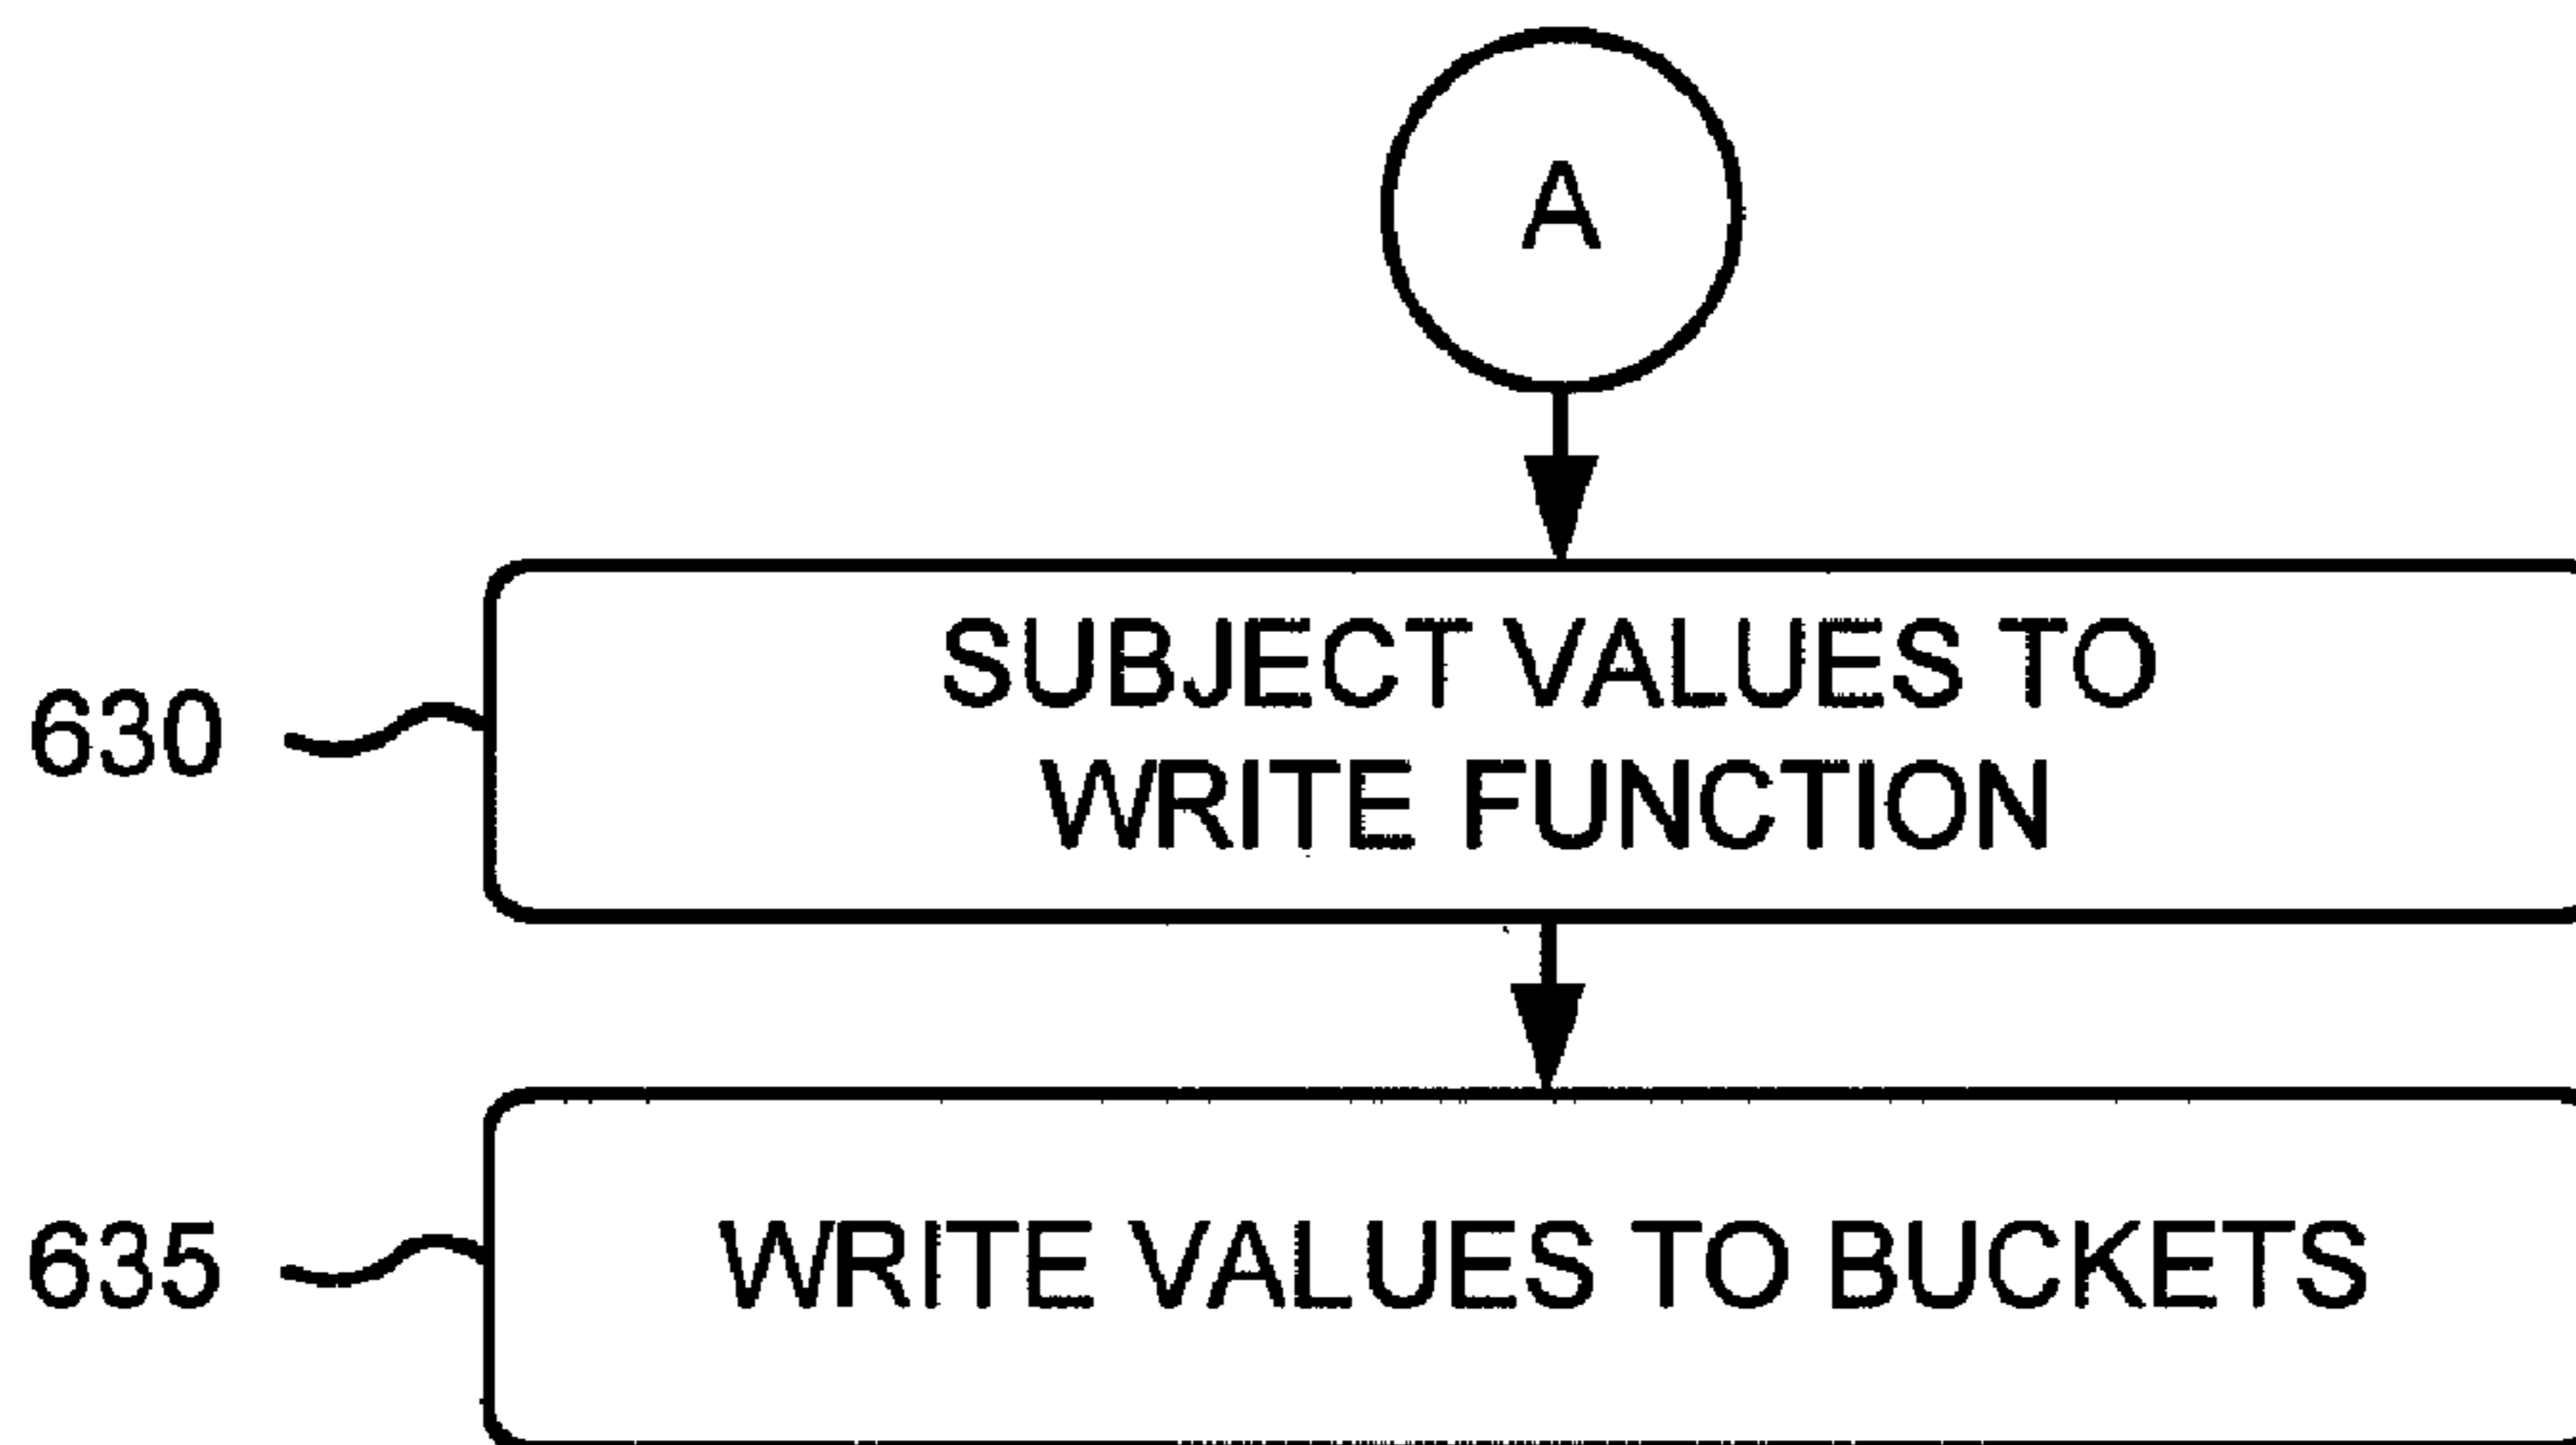 A
SUBJECT VALUES TO
630
WRITE FUNCTION
635
WRITE VALUES TO BUCKETS